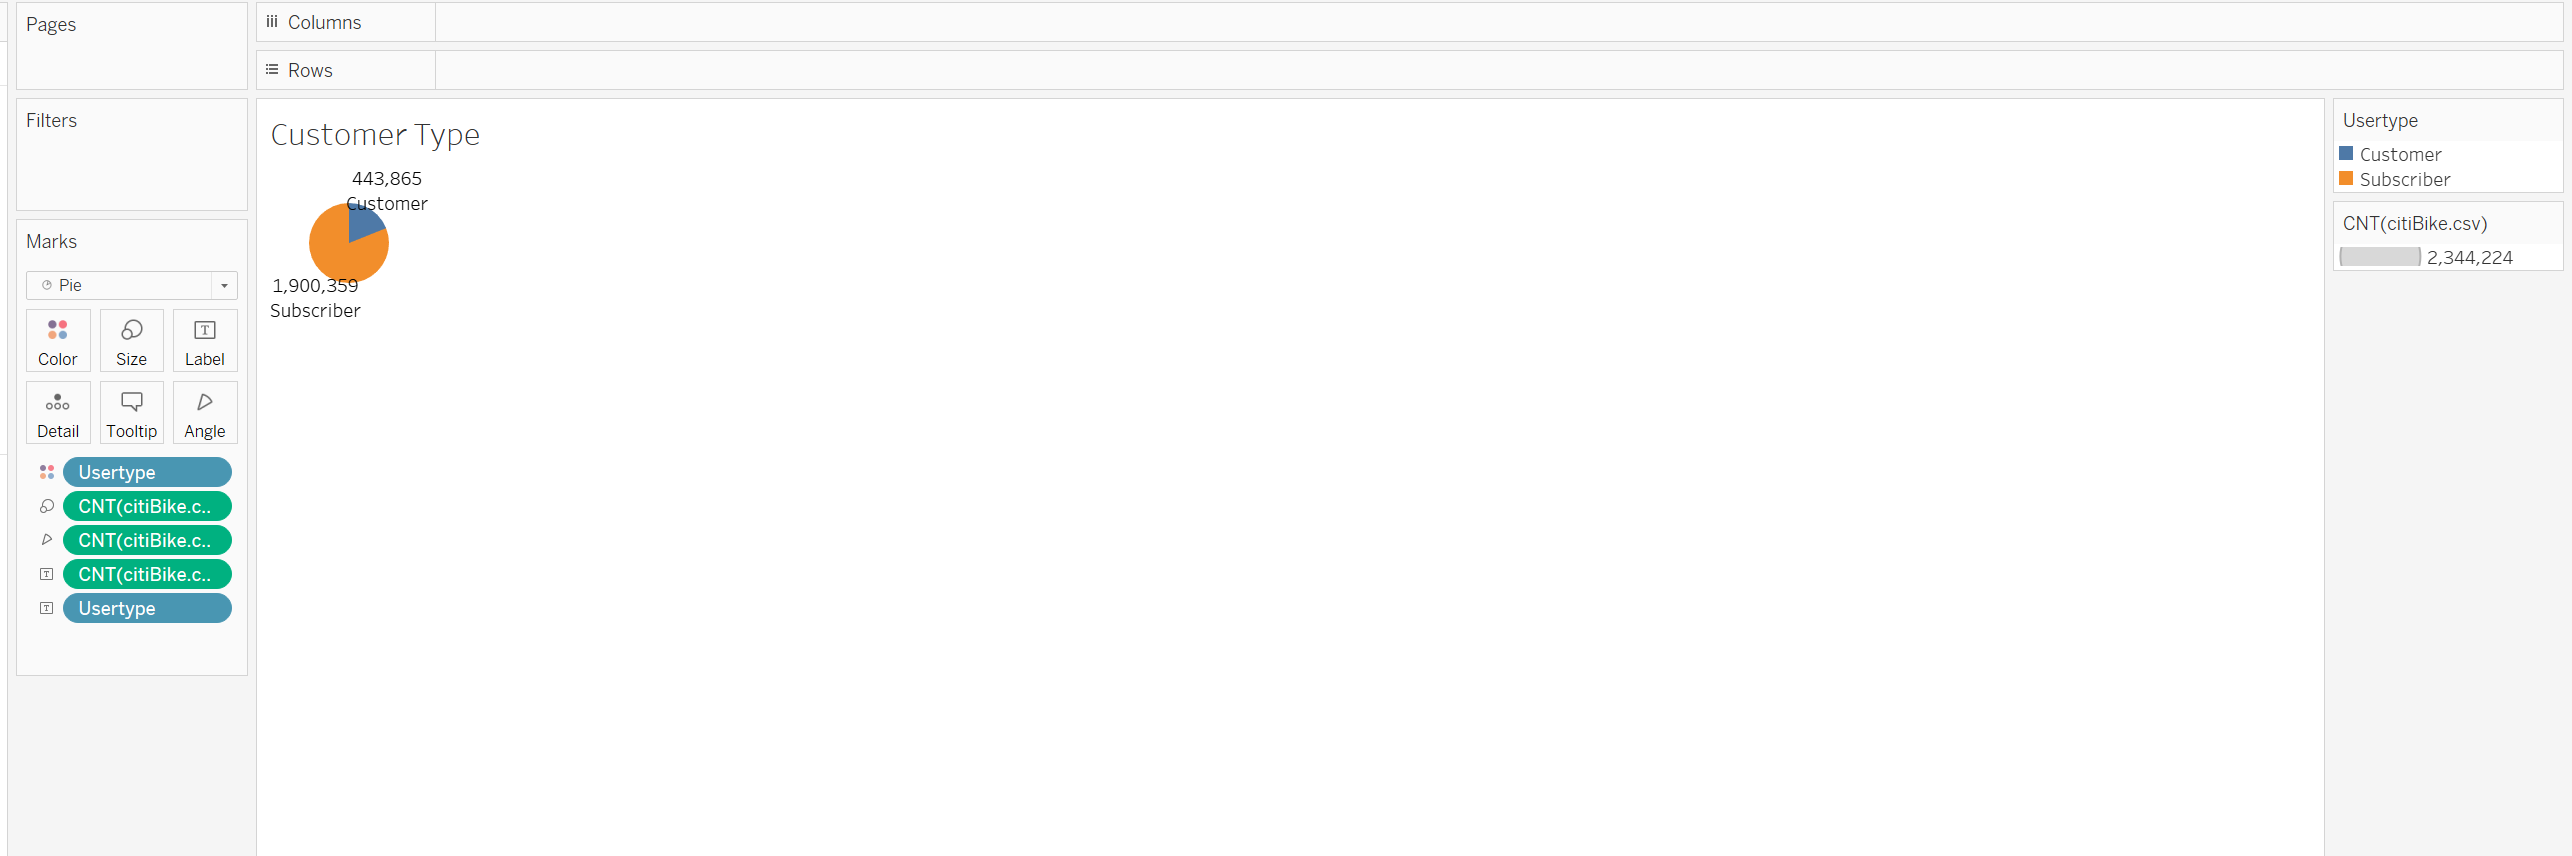 Pages
Columns
Rows
Filters
Marks
Pie
Color
Size
Label
Detail
Tooltip
Angle
Usertype
CNT(citiBike.c..
CNT(citiBike.c..
CNT(citiBike.c..
Usertype
Customer Type
443,865
Customer
1,900,359
Subscriber
Usertype
Customer
Subscriber
CNT(citiBike.csv)
2,344,224